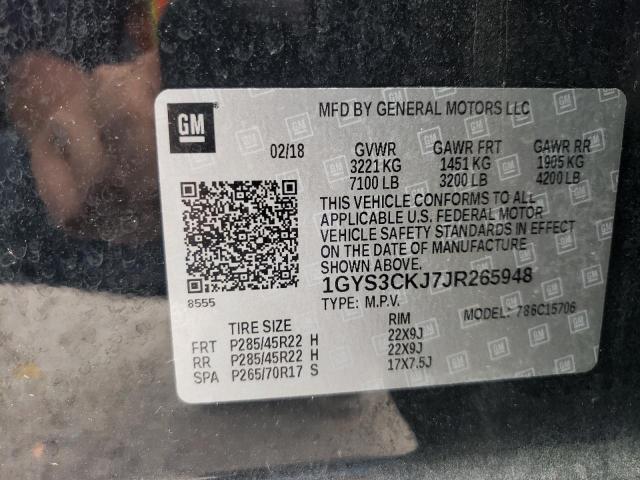 GM
MFD BY GENERAL MOTORS LLC
02/18 GVWR GAWR FRT GAWR RR
3221 KG 1451 KG 1905 KG
7100 LB 3200 LB 4200 LB
THIS VEHICLE CONFORMS TO ALL
APPLICABLE U.S. FEDERAL MOTOR
VEHICLE SAFETY STANDARDS IN EFFECT
ON THE DATE OF MANUFACTURE
SHOWN ABOVE.
1GYS3CKJ7JR265948
8555
TYPE: M.P.V. MODEL: 786C15706
TIRE SIZE RIM
FRT P285/45R22 H 22X9J
RR P285/45R22 H 22X9J
SPA P265/70R17 S 17X7.5J